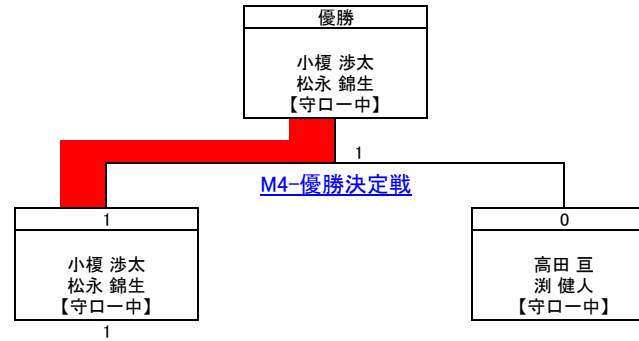 優勝
小榎 渉太
松永 錦生
【守口一中】
1
M4-優勝決定戦
1
小榎 渉太
松永 錦生
【守口一中】
1
0
高田 亘
渕 健人
【守口一中】